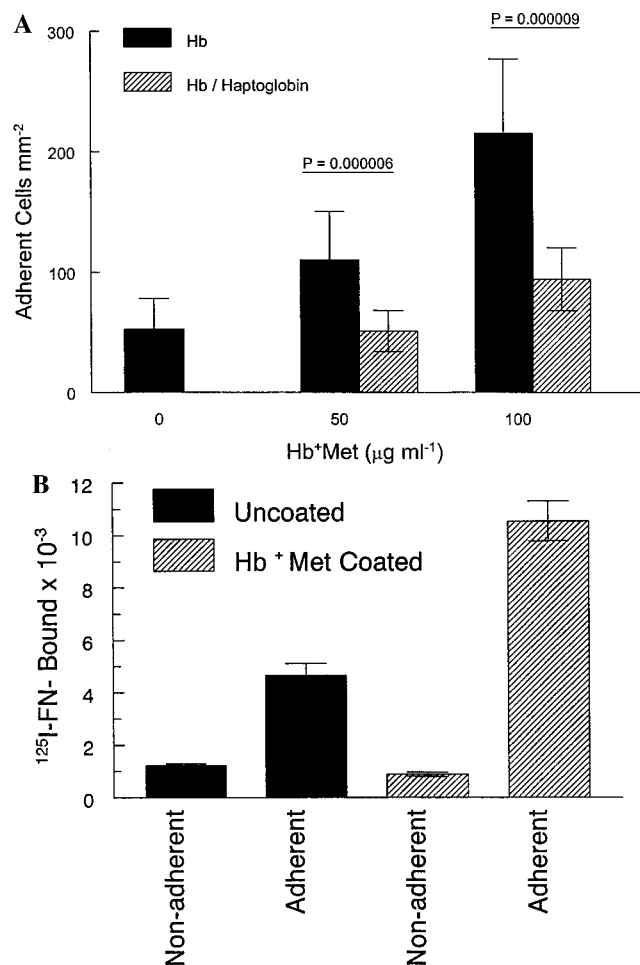 A
P = 0.000009
300
Hb
Hb / Haptoglobin
200
P = 0.000006
100
0
Adherent Cells mm⁻²
0
50
100
Hb⁺Met (μg ml⁻¹)
B
12
Uncoated
10
Hb ⁺ Met Coated
8
6
4
2
0
¹²⁵I-FN- Bound x 10⁻³
Non-adherent
Adherent
Non-adherent
Adherent